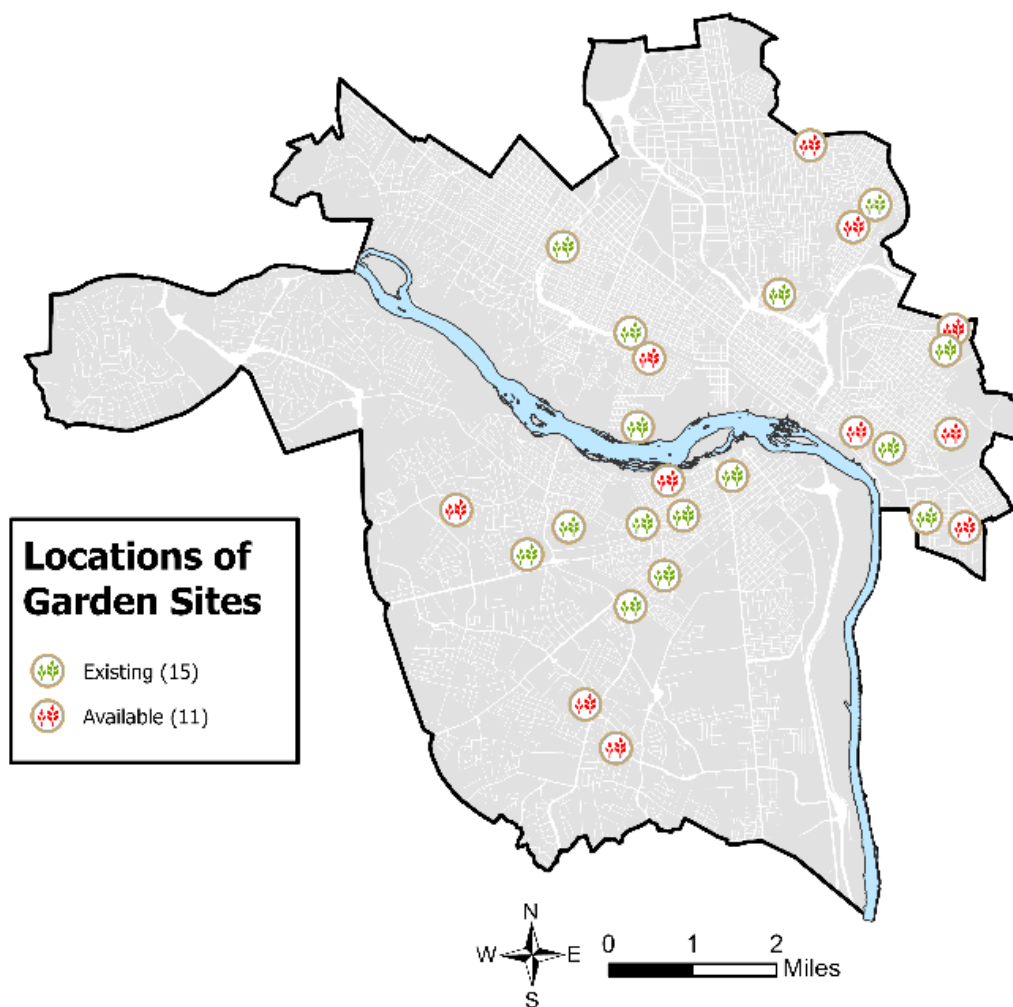 Locations of
Garden Sites
Existing (15)
Available (11)
N
W E
S
0 1 2
Miles